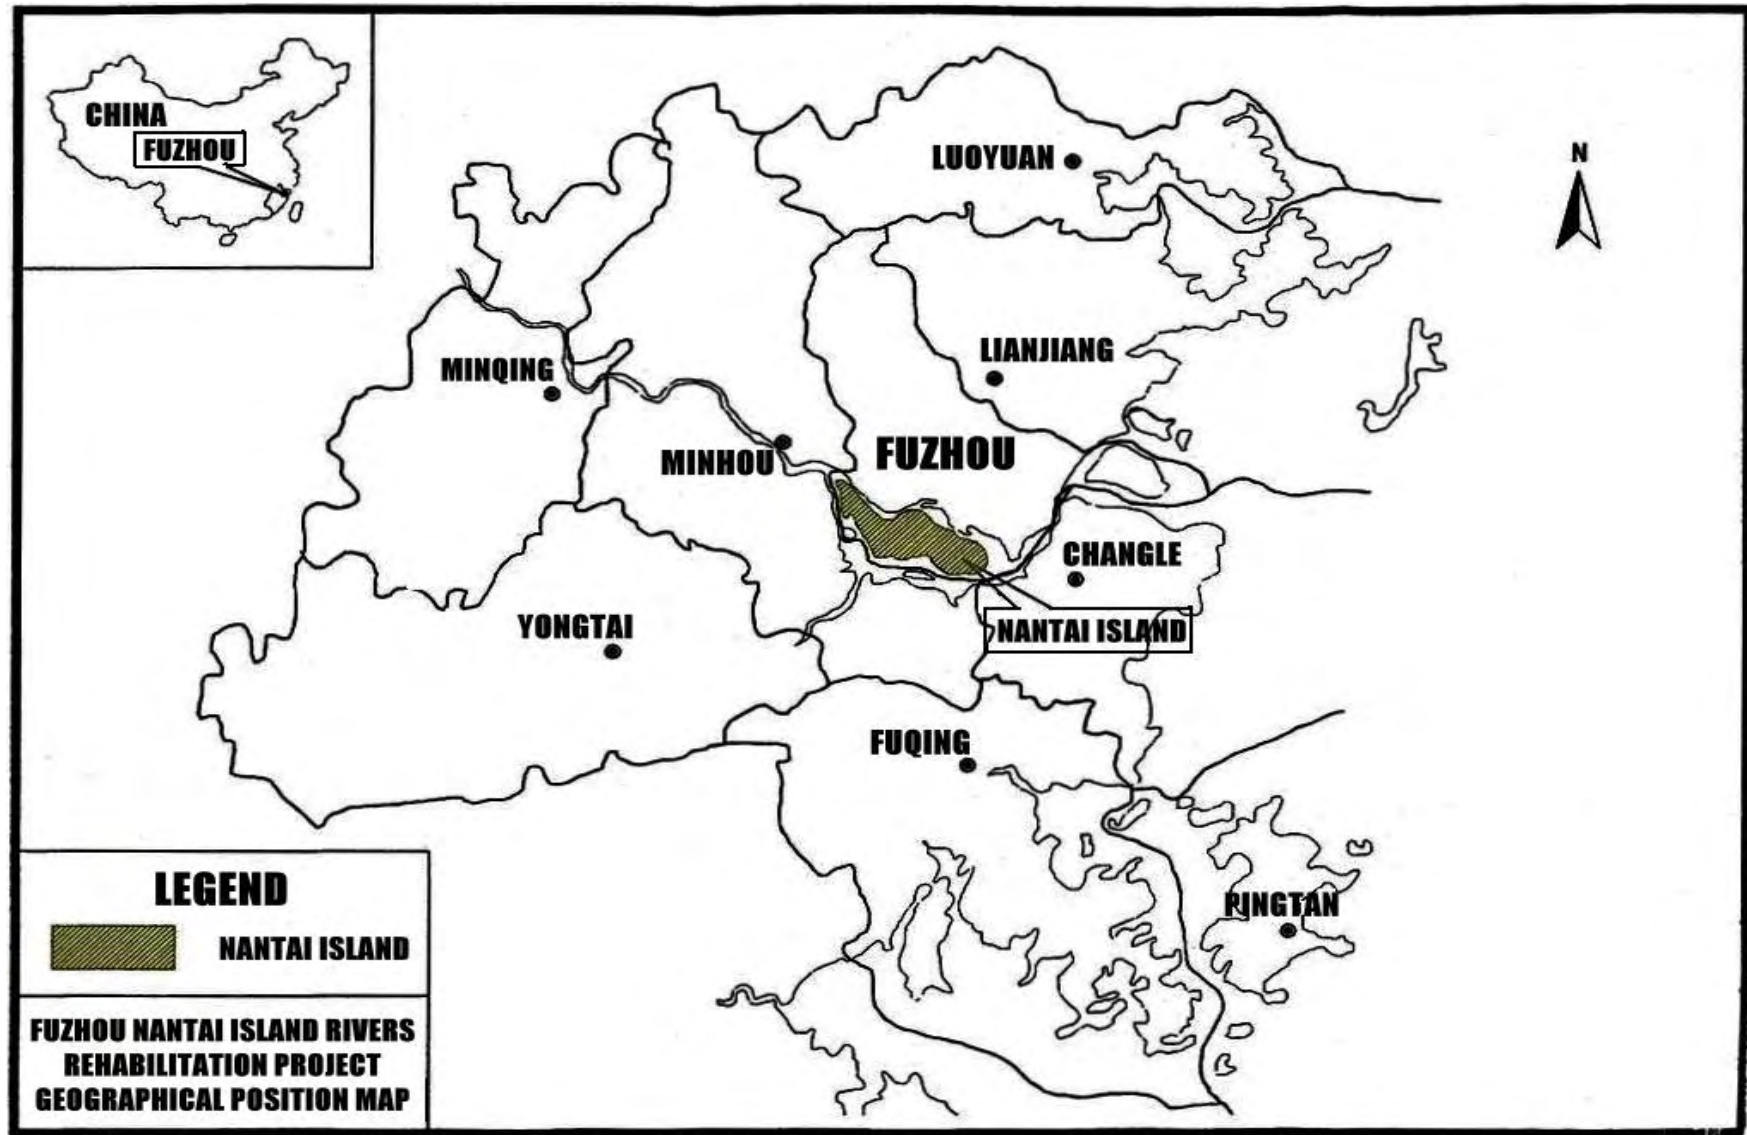 CHINA
FUZHOU
N
LUOYUAN
LIANJIANG
MINQING
MINHOU
FUZHOU
CHANGLE
YONGTAI
NANTAI ISLAND
FUQING
PINGTAN
LEGEND
NANTAI ISLAND
FUZHOU NANTAI ISLAND RIVERS
REHABILITATION PROJECT
GEOGRAPHICAL POSITION MAP